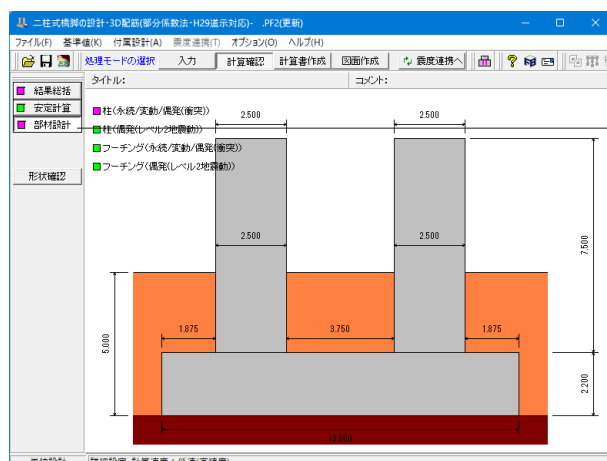 二柱式橋脚の設計・3D配筋(部分係数法・H29道示対応)- .PF2(更新)
ファイル(F) 基準値(K) 付属設計(A) 震度連携(T) オプション(O) ヘルプ(H)
処理モードの選択 入力 計算確認 計算書作成 図面作成 震度連携へ
タイトル: コメント:
結果総括
安定計算
部材設計
形状確認
柱(永続/変動/偶発(衝突))
柱(偶発(レベル2地震動))
フーチング(永続/変動/偶発(衝突))
フーチング(偶発(レベル2地震動))
2.500 2.500
2.500 2.500
7.500
1.875 3.750 1.875
5.000
2.200
12.500